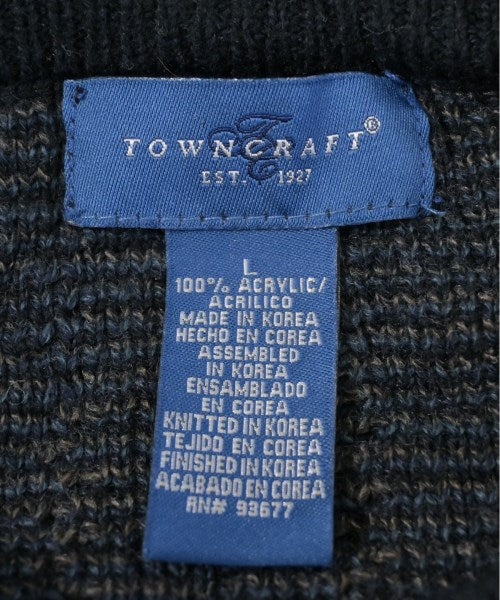 TOWNCRAFT®
EST. 1927
L
100% ACRYLIC/
ACRILICO
MADE IN KOREA
HECHO EN COREA
ASSEMBLED
IN KOREA
ENSAMBLADO
EN COREA
KNITTED IN KOREA
TEJIDO EN COREA
FINISHED IN KOREA
ACABADO EN COREA
RN# 93677